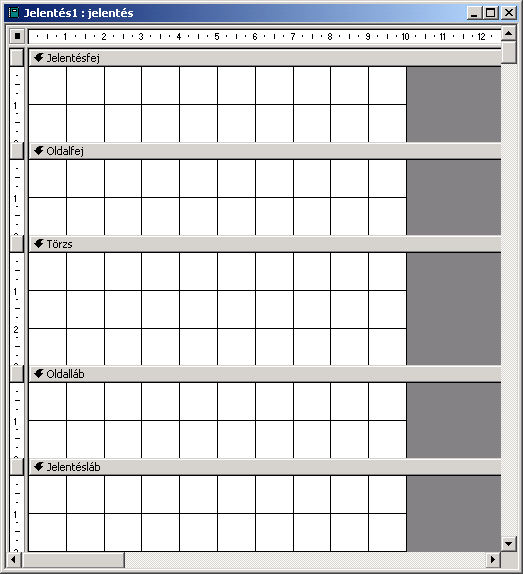 Jelentés1 : jelentés
1 2 3 4 5 6 7 8 9 10 11 12
Jelentésfej
1
Oldalfej
1
Törzs
1
2
Oldalláb
1
Jelentésláb
1